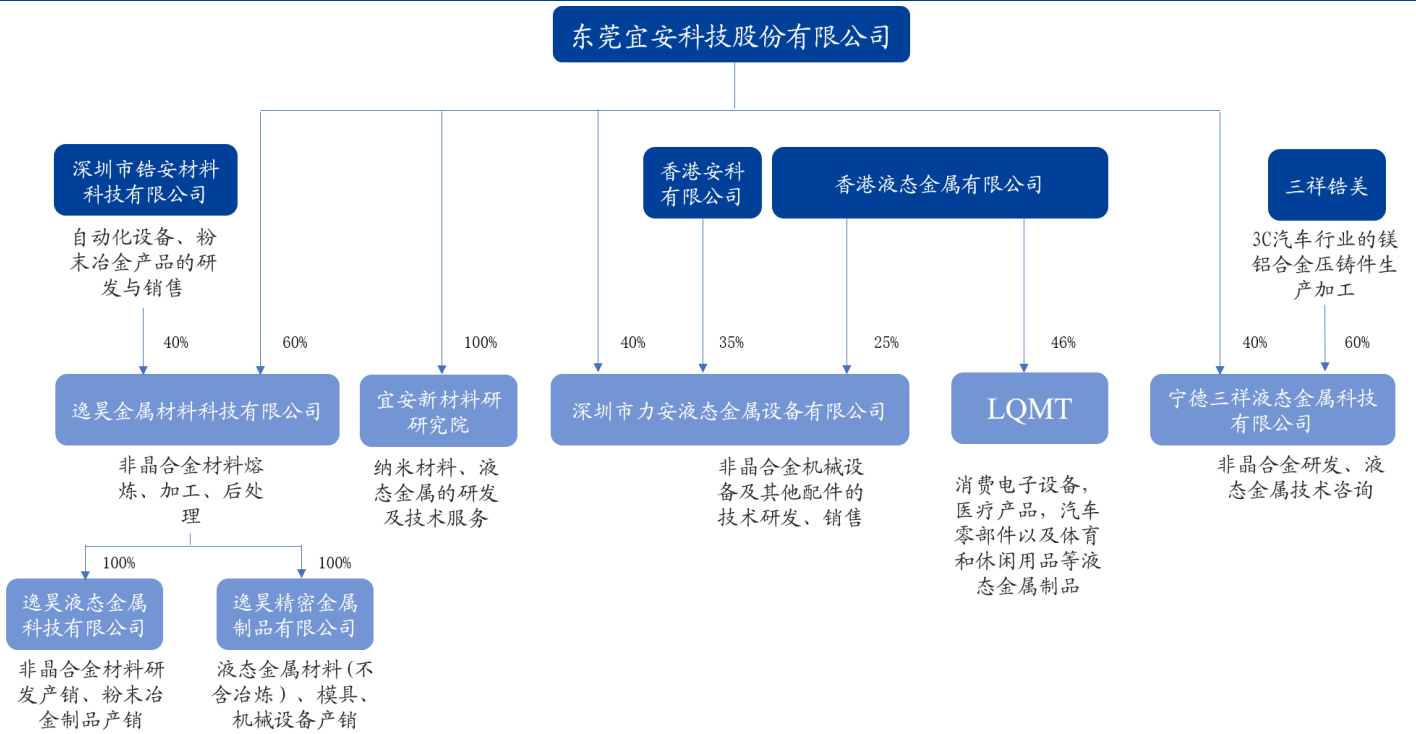 东莞宜安科技股份有限公司
深圳市锆安材料
科技有限公司
香港安科
有限公司
香港液态金属有限公司
三祥锆美
自动化设备、粉
末冶金产品的研
发与销售
3C汽车行业的镁
铝合金压铸件生
产加工
40%
60%
100%
40%
35%
25%
46%
40%
60%
逸昊金属材料科技有限公司
宜安新材料研
研究院
深圳市力安液态金属设备有限公司
LQMT
宁德三祥液态金属科技
有限公司
非晶合金材料熔
炼、加工、后处
理
纳米材料、液
态金属的研发
及技术服务
非晶合金机械设
备及其他配件的
技术研发、销售
消费电子设备，
医疗产品，汽车
零部件以及体育
和休闲用品等液
态金属制品
非晶合金研发、液
态金属技术咨询
100%
100%
逸昊液态金属
科技有限公司
逸昊精密金属
制品有限公司
非晶合金材料研
发产销、粉末冶
金制品产销
液态金属材料(不
含冶炼）、模具、
机械设备产销